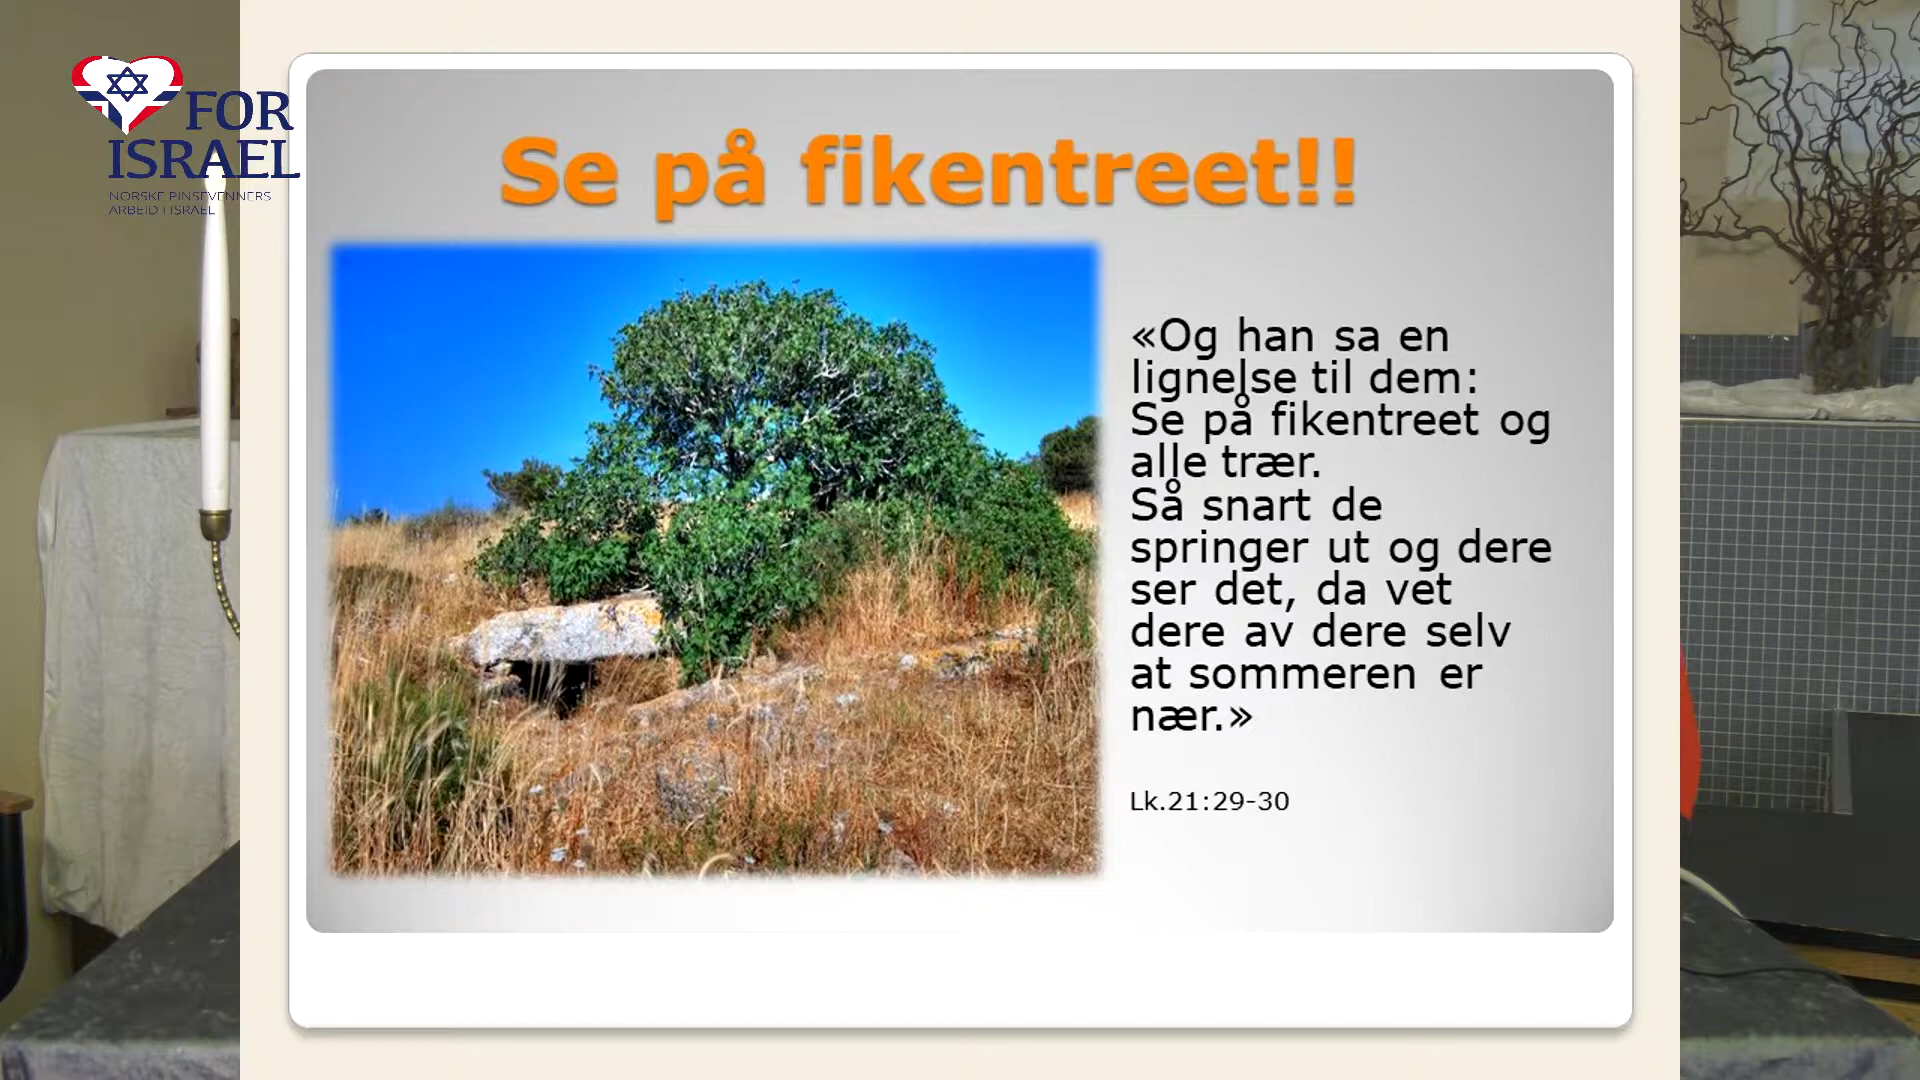 FOR
ISRAEL
NORSKE PINSEVENNERS
ARBEID I ISRAEL
Se på fikentreet!!
«Og han sa en
lignelse til dem:
Se på fikentreet og
alle trær.
Så snart de
springer ut og dere
ser det, da vet
dere av dere selv
at sommeren er
nær.»
Lk.21:29-30